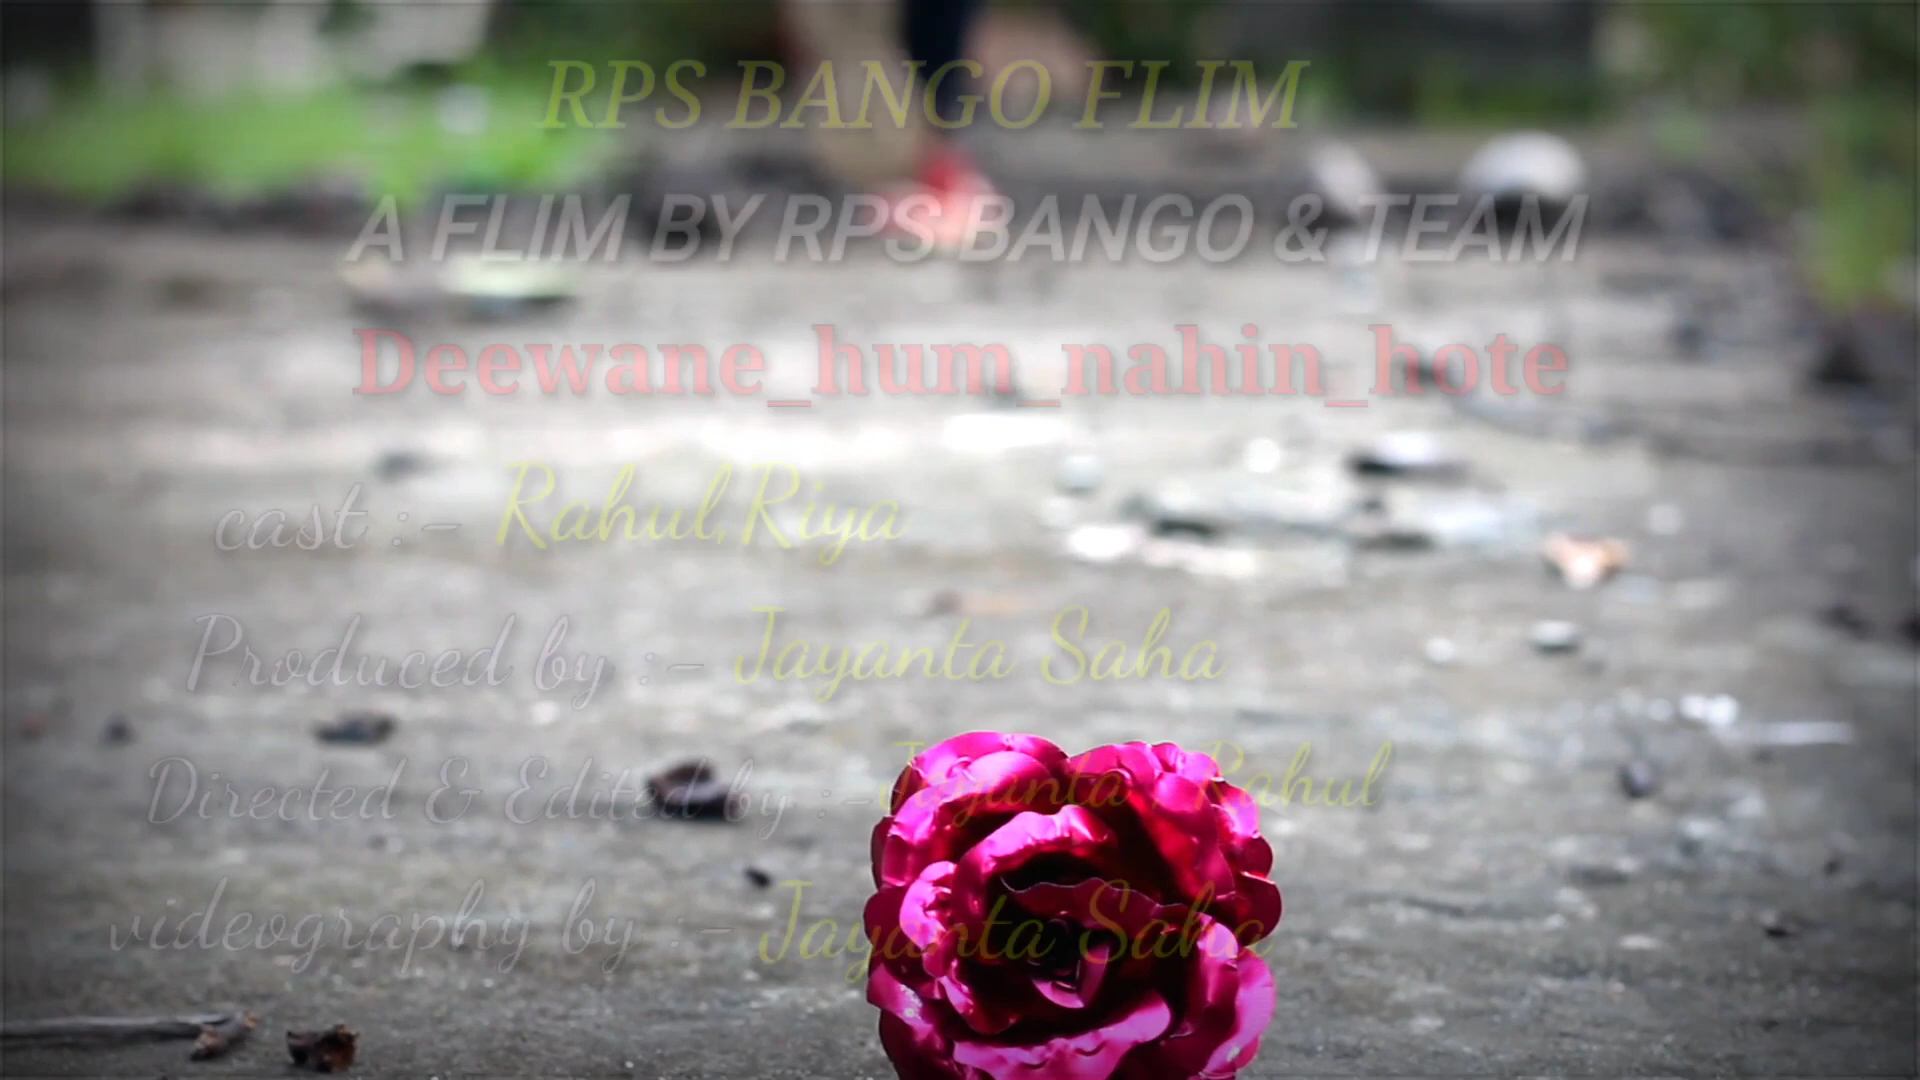 RPS BANGO FLIM
A FLIM BY RPS BANGO & TEAM
Deewane_hum_nahin_hote
cast :- Rahul,Riya
Produced by :- Jayanta Saha
Directed & Edited by :- Jayanta , Rahul
videography by :- Jayanta Saha